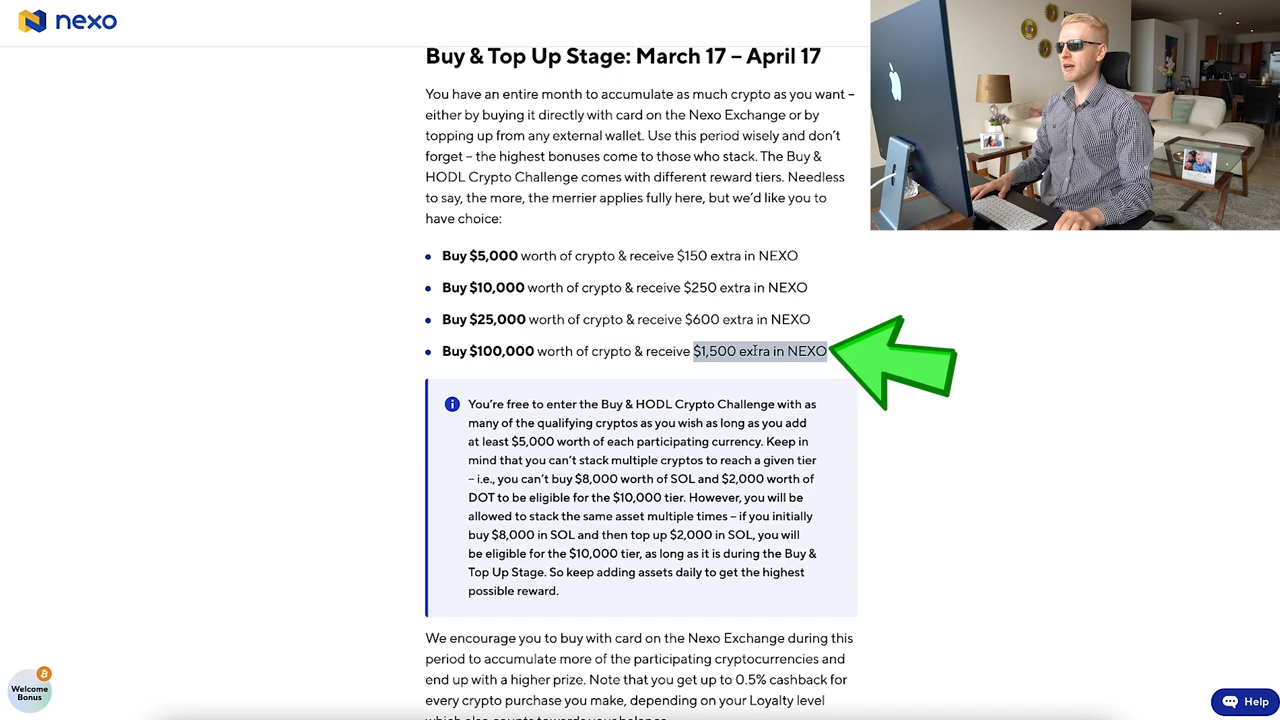 nexo
Buy & Top Up Stage: March 17 – April 17
You have an entire month to accumulate as much crypto as you want –
either by buying it directly with card on the Nexo Exchange or by
topping up from any external wallet. Use this period wisely and don't
forget – the highest bonuses come to those who stack. The Buy &
HODL Crypto Challenge comes with different reward tiers. Needless
to say, the more, the merrier applies fully here, but we'd like you to
have choice:
Buy $5,000 worth of crypto & receive $150 extra in NEXO
Buy $10,000 worth of crypto & receive $250 extra in NEXO
Buy $25,000 worth of crypto & receive $600 extra in NEXO
Buy $100,000 worth of crypto & receive $1,500 extra in NEXO
You're free to enter the Buy & HODL Crypto Challenge with as
many of the qualifying cryptos as you wish as long as you add
at least $5,000 worth of each participating currency. Keep in
mind that you can't stack multiple cryptos to reach a given tier
– i.e., you can't buy $8,000 worth of SOL and $2,000 worth of
DOT to be eligible for the $10,000 tier. However, you will be
allowed to stack the same asset multiple times – if you initially
buy $8,000 in SOL and then top up $2,000 in SOL, you will
be eligible for the $10,000 tier, as long as it is during the Buy &
Top Up Stage. So keep adding assets daily to get the highest
possible reward.
We encourage you to buy with card on the Nexo Exchange during this
period to accumulate more of the participating cryptocurrencies and
end up with a higher prize. Note that you get up to 0.5% cashback for
every crypto purchase you make, depending on your Loyalty level
which also counts towards your balance.
Welcome
Bonus
Help